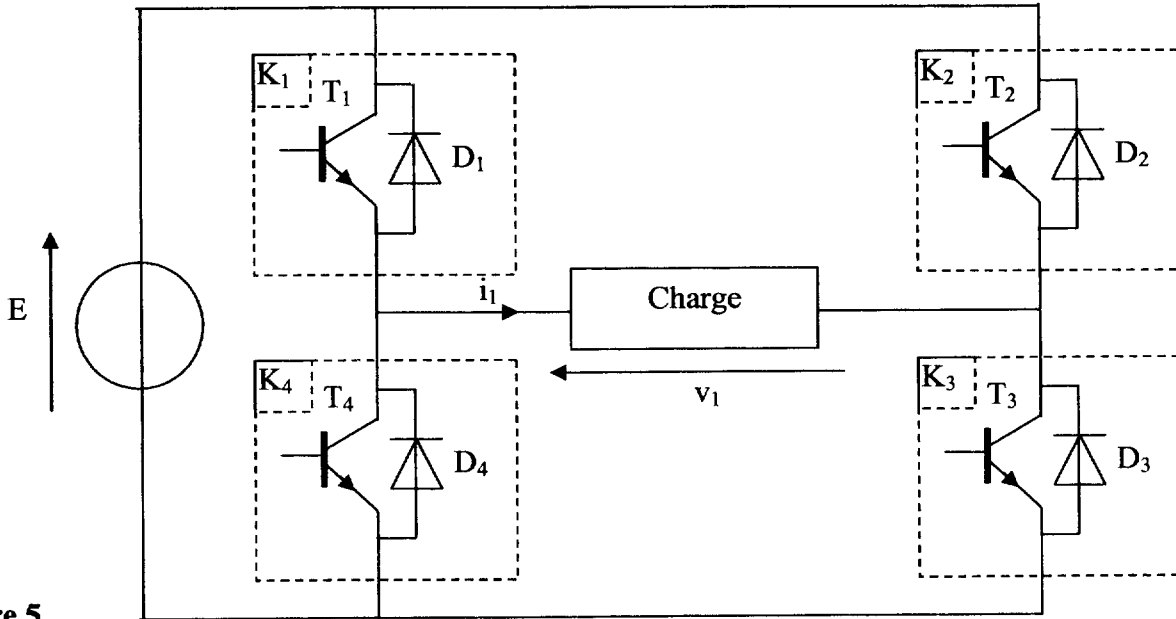 K₁
T₁
D₁
K₂
T₂
D₂
E
i₁
Charge
v₁
K₄
T₄
D₄
K₃
T₃
D₃
re 5